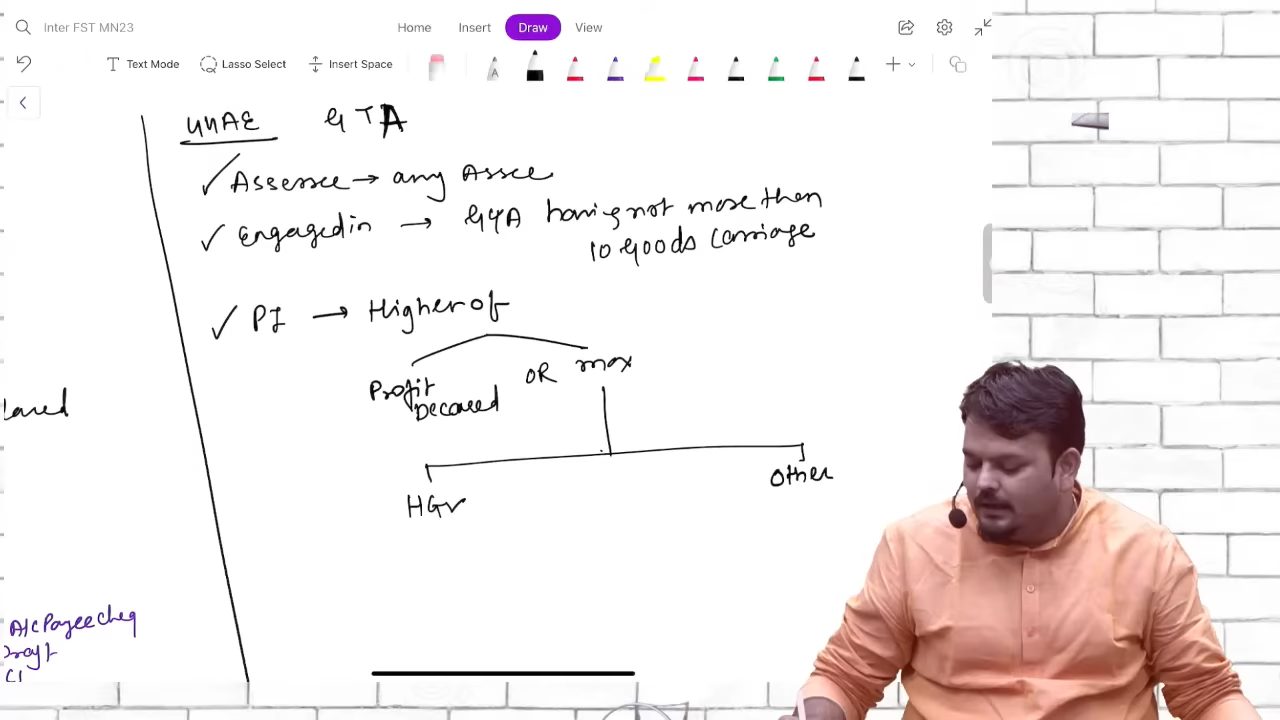 Inter FST MN23
Home Insert Draw View
Text Mode Lasso Select Insert Space
44AE GTA
✓ Assessee → any Assee
✓ Engaged in → GTA having not more than
10 Goods Carriage
✓ PI → Higher of
Profit
Decared OR max
HGV Other
lared
A/c Payee Cheq